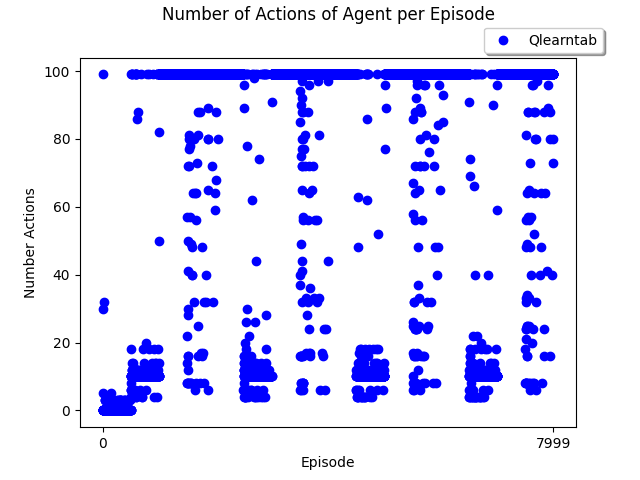 Number of Actions of Agent per Episode
Qlearntab
100
80
60
40
20
0
Number Actions
0
7999
Episode